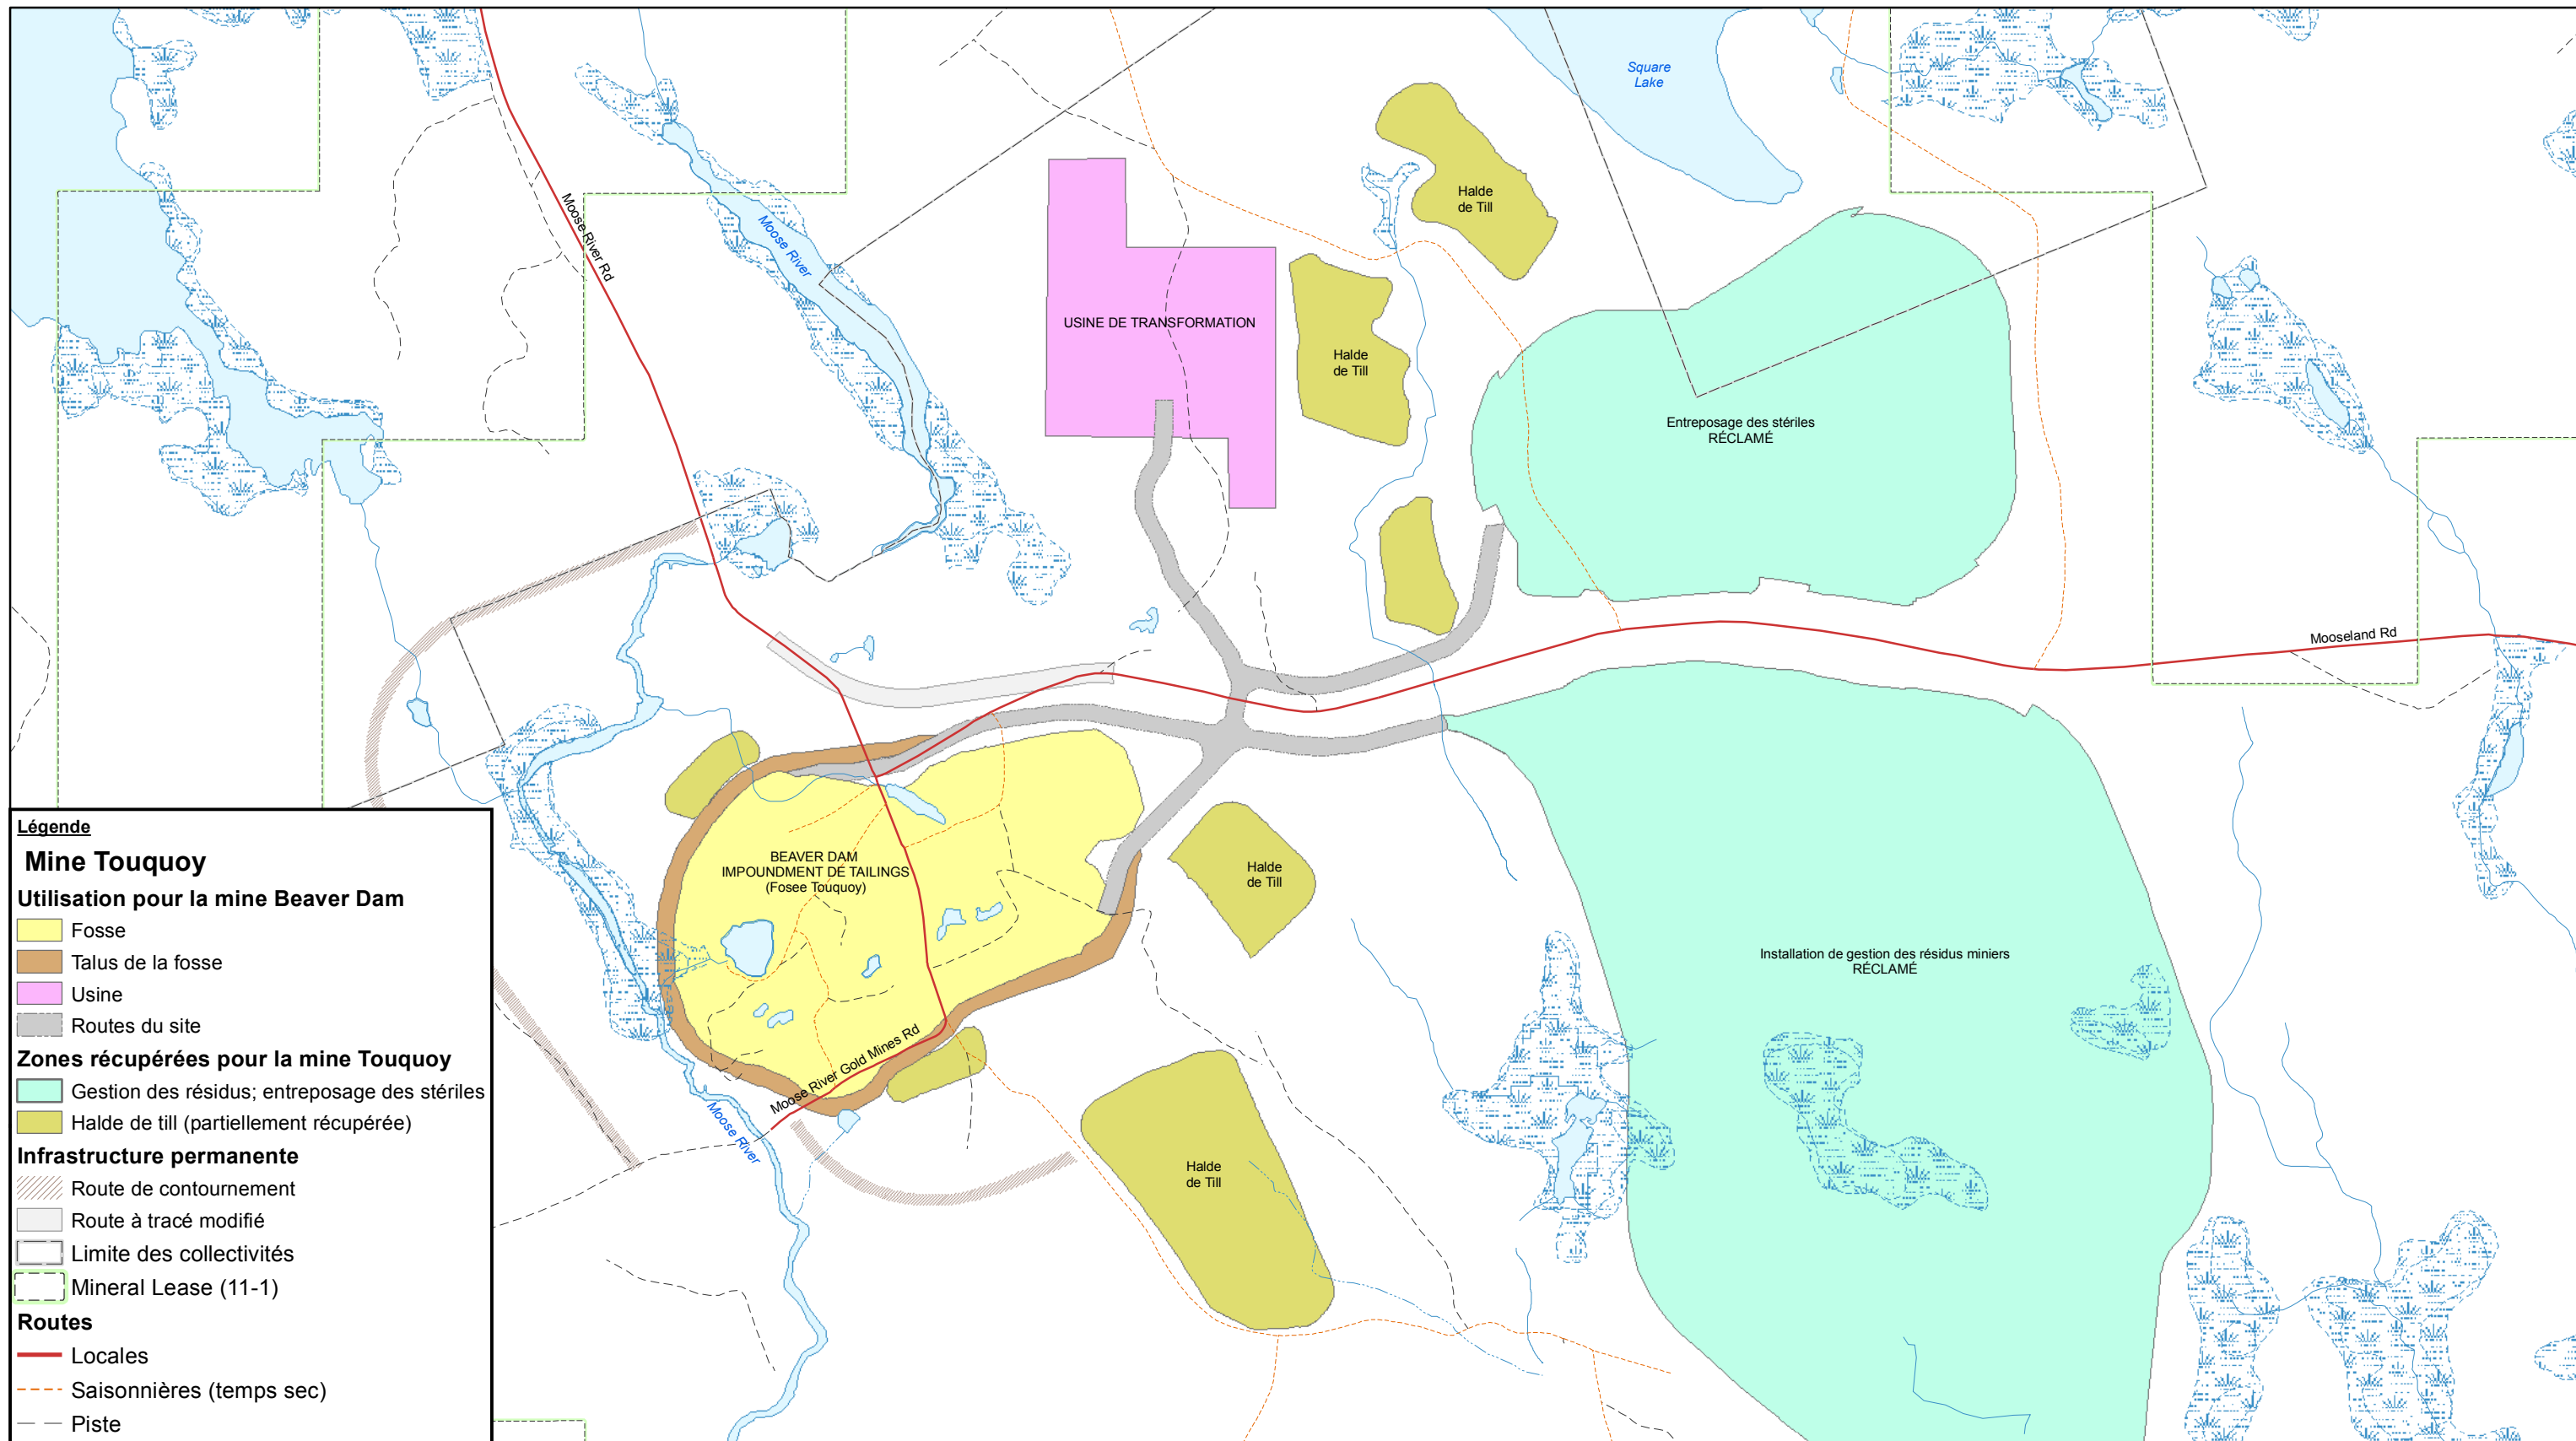 Square
Lake
Halde
de Till
Moose River Rd
Moose River
USINE DE TRANSFORMATION
Halde
de Till
Entreposage des stériles
RÉCLAMÉ
Mooseland Rd
BEAVER DAM
IMPOUNDMENT DE TAILINGS
(Fosee Touquoy)
Halde
de Till
Installation de gestion des résidus miniers
RÉCLAMÉ
Moose River Gold Mines Rd
Moose River
Halde
de Till
Légende
Mine Touquoy
Utilisation pour la mine Beaver Dam
Fosse
Talus de la fosse
Usine
Routes du site
Zones récupérées pour la mine Touquoy
Gestion des résidus; entreposage des stériles
Halde de till (partiellement récupérée)
Infrastructure permanente
Route de contournement
Route à tracé modifié
Limite des collectivités
Mineral Lease (11-1)
Routes
Locales
Saisonnières (temps sec)
Piste